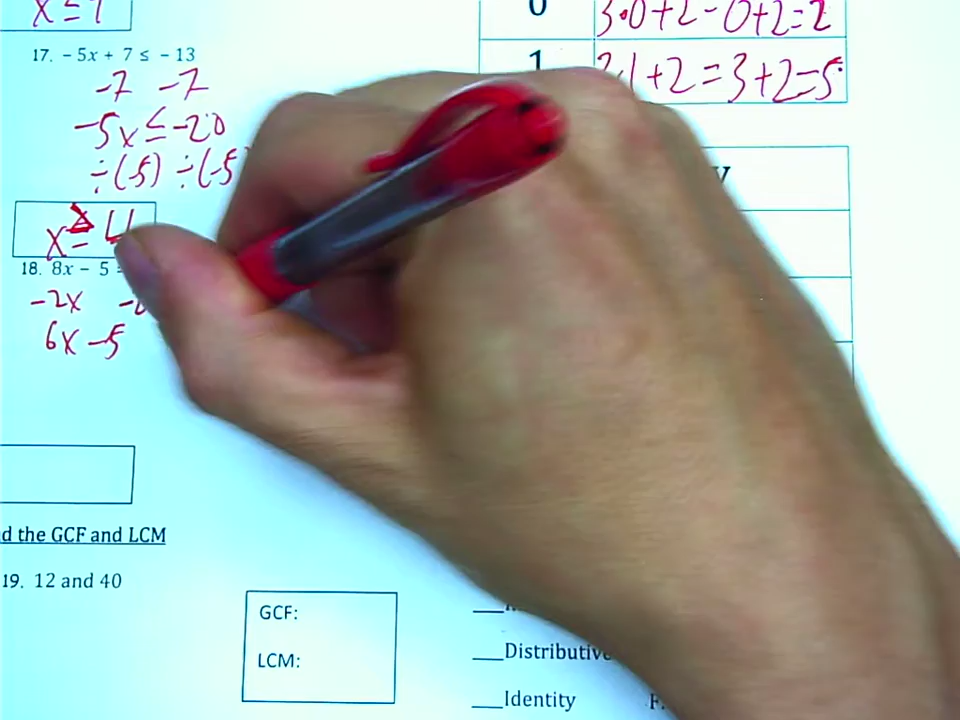 x ≤ 1
17. – 5x + 7 ≤ – 13
-7 -7
-5x ≤ -20
÷(-5) ÷(-5
x ≥ 4
18. 8x – 5
-2x
6x -5
d the GCF and LCM
19. 12 and 40
GCF:
LCM:
0 3•0+2=0+2=2
1 3•1+2=3+2=5
y
___Distributive
___Identity F.